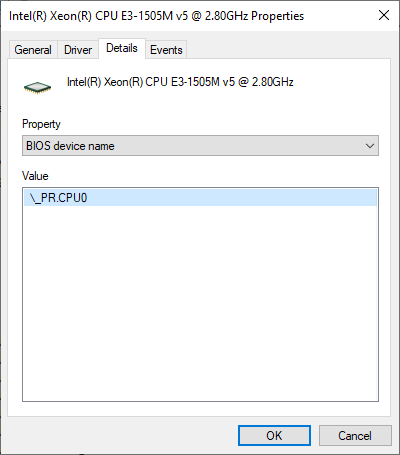 Intel(R) Xeon(R) CPU E3-1505M v5 @ 2.80GHz Properties
General Driver Details Events
Intel(R) Xeon(R) CPU E3-1505M v5 @ 2.80GHz
Property
BIOS device name
Value
\_PR.CPU0
OK Cancel